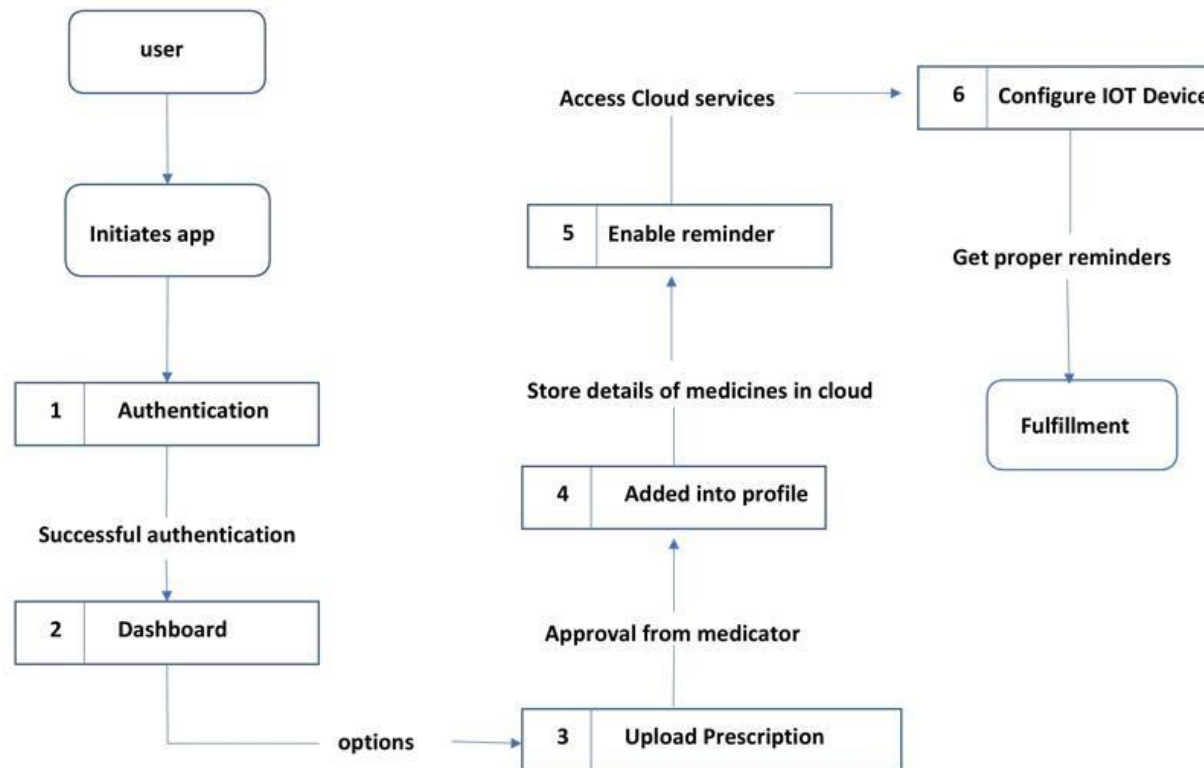 user
Initiates app
1 Authentication
Successful authentication
2 Dashboard
options
3 Upload Prescription
Approval from medicator
4 Added into profile
Store details of medicines in cloud
5 Enable reminder
Access Cloud services
6 Configure IOT Device
Get proper reminders
Fulfillment